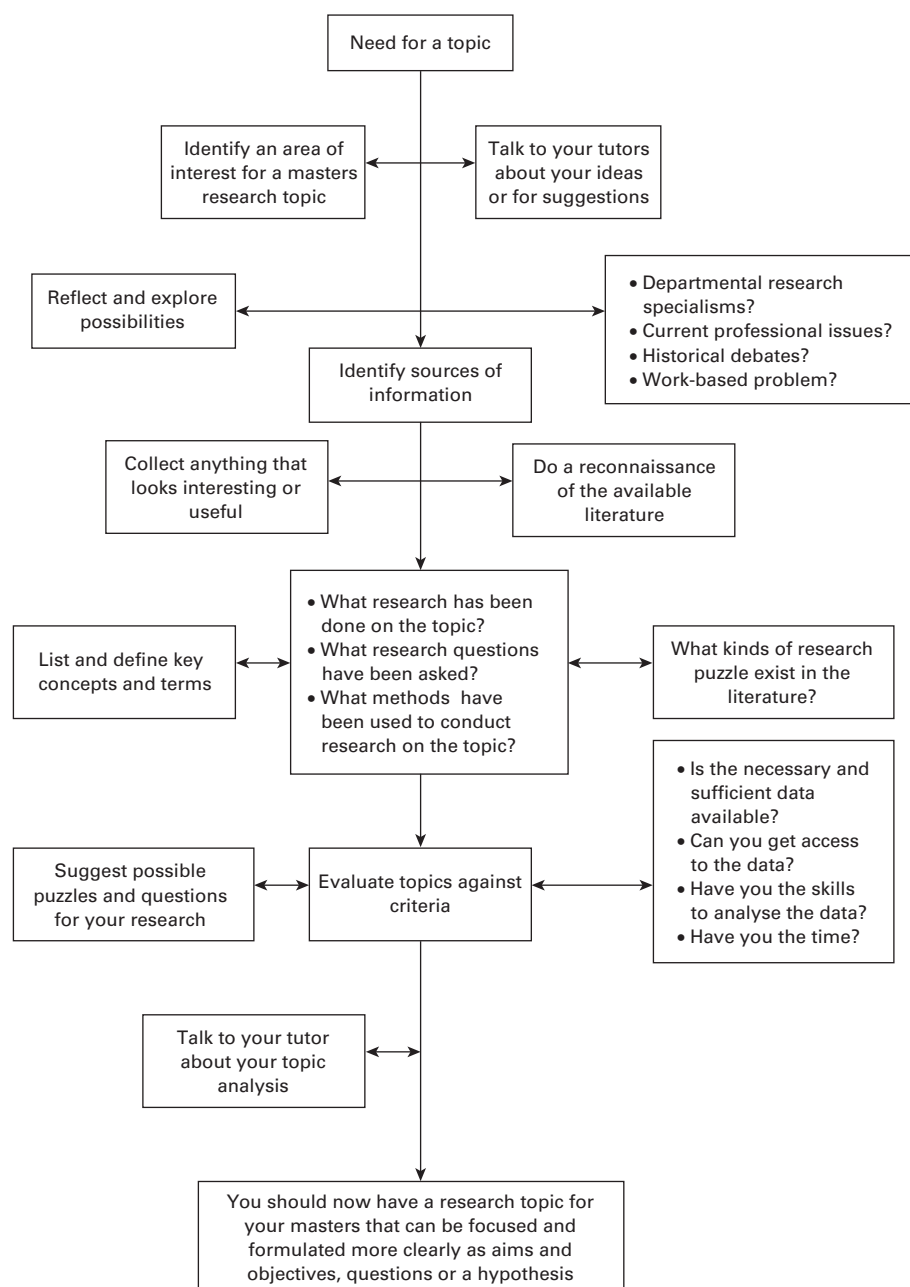 Need for a topic
Identify an area of
interest for a masters
research topic
Talk to your tutors
about your ideas
or for suggestions
Reflect and explore
possibilities
• Departmental research
specialisms?
• Current professional issues?
• Historical debates?
• Work-based problem?
Identify sources of
information
Collect anything that
looks interesting or
useful
Do a reconnaissance
of the available
literature
List and define key
concepts and terms
• What research has been
done on the topic?
• What research questions
have been asked?
• What methods have
been used to conduct
research on the topic?
What kinds of research
puzzle exist in the
literature?
Suggest possible
puzzles and questions
for your research
Evaluate topics against
criteria
• Is the necessary and
sufficient data
available?
• Can you get access
to the data?
• Have you the skills
to analyse the data?
• Have you the time?
Talk to your tutor
about your topic
analysis
You should now have a research topic for
your masters that can be focused and
formulated more clearly as aims and
objectives, questions or a hypothesis